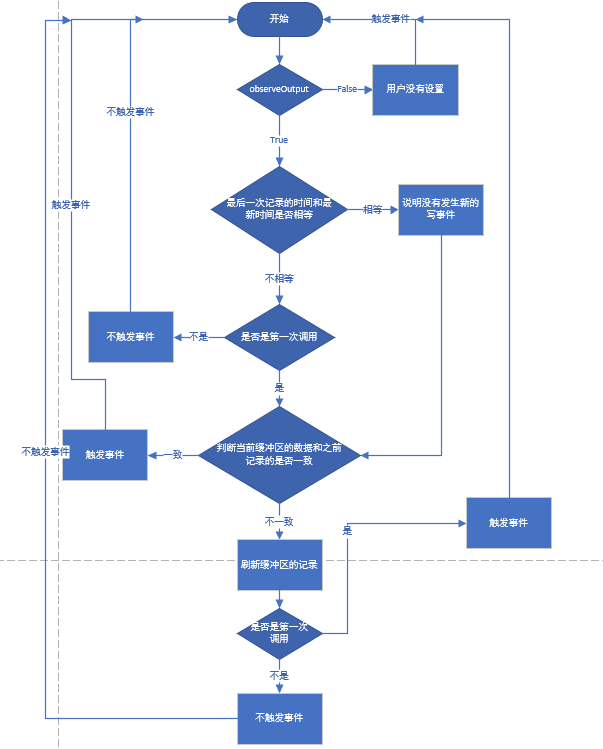 开始
触发事件
observeOutput
False
用户没有设置
不触发事件
True
触发事件
最后一次记录的时间和最
新时间是否相等
相等
说明没有发生新的
写事件
不相等
不触发事件
不是
是否是第一次调用
是
不触发事件
触发事件
一致
判断当前缓冲区的数据和之前
记录的是否一致
不一致
是
触发事件
刷新缓冲区的记录
是否是第一次
调用
不是
不触发事件